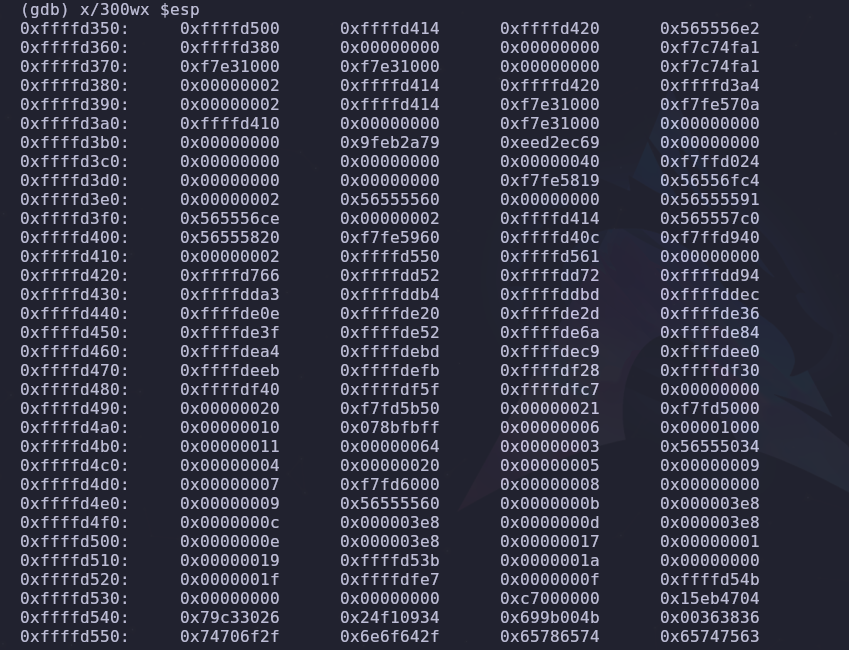 (gdb) x/300wx $esp
0xffffd350: 0xffffd500 0xffffd414 0xffffd420 0x565556e2
0xffffd360: 0xffffd380 0x00000000 0x00000000 0xf7c74fa1
0xffffd370: 0xf7e31000 0xf7e31000 0x00000000 0xf7c74fa1
0xffffd380: 0x00000002 0xffffd414 0xffffd420 0xffffd3a4
0xffffd390: 0x00000002 0xffffd414 0xf7e31000 0xf7fe570a
0xffffd3a0: 0xffffd410 0x00000000 0xf7e31000 0x00000000
0xffffd3b0: 0x00000000 0x9feb2a79 0xeed2ec69 0x00000000
0xffffd3c0: 0x00000000 0x00000000 0x00000040 0xf7ffd024
0xffffd3d0: 0x00000000 0x00000000 0xf7fe5819 0x56556fc4
0xffffd3e0: 0x00000002 0x56555560 0x00000000 0x56555591
0xffffd3f0: 0x565556ce 0x00000002 0xffffd414 0x565557c0
0xffffd400: 0x56555820 0xf7fe5960 0xffffd40c 0xf7ffd940
0xffffd410: 0x00000002 0xffffd550 0xffffd561 0x00000000
0xffffd420: 0xffffd766 0xffffdd52 0xffffdd72 0xffffdd94
0xffffd430: 0xffffdda3 0xffffddb4 0xffffddbd 0xffffddec
0xffffd440: 0xffffde0e 0xffffde20 0xffffde2d 0xffffde36
0xffffd450: 0xffffde3f 0xffffde52 0xffffde6a 0xffffde84
0xffffd460: 0xffffdea4 0xffffdebd 0xffffdec9 0xffffdee0
0xffffd470: 0xffffdeeb 0xffffdefb 0xffffdf28 0xffffdf30
0xffffd480: 0xffffdf40 0xffffdf5f 0xffffdfc7 0x00000000
0xffffd490: 0x00000020 0xf7fd5b50 0x00000021 0xf7fd5000
0xffffd4a0: 0x00000010 0x078bfbff 0x00000006 0x00001000
0xffffd4b0: 0x00000011 0x00000064 0x00000003 0x56555034
0xffffd4c0: 0x00000004 0x00000020 0x00000005 0x00000009
0xffffd4d0: 0x00000007 0xf7fd6000 0x00000008 0x00000000
0xffffd4e0: 0x00000009 0x56555560 0x0000000b 0x000003e8
0xffffd4f0: 0x0000000c 0x000003e8 0x0000000d 0x000003e8
0xffffd500: 0x0000000e 0x000003e8 0x00000017 0x00000001
0xffffd510: 0x00000019 0xffffd53b 0x0000001a 0x00000000
0xffffd520: 0x0000001f 0xffffdfe7 0x0000000f 0xffffd54b
0xffffd530: 0x00000000 0x00000000 0xc7000000 0x15eb4704
0xffffd540: 0x79c33026 0x24f10934 0x699b004b 0x00363836
0xffffd550: 0x74706f2f 0x6e6f642f 0x65786574 0x65747563